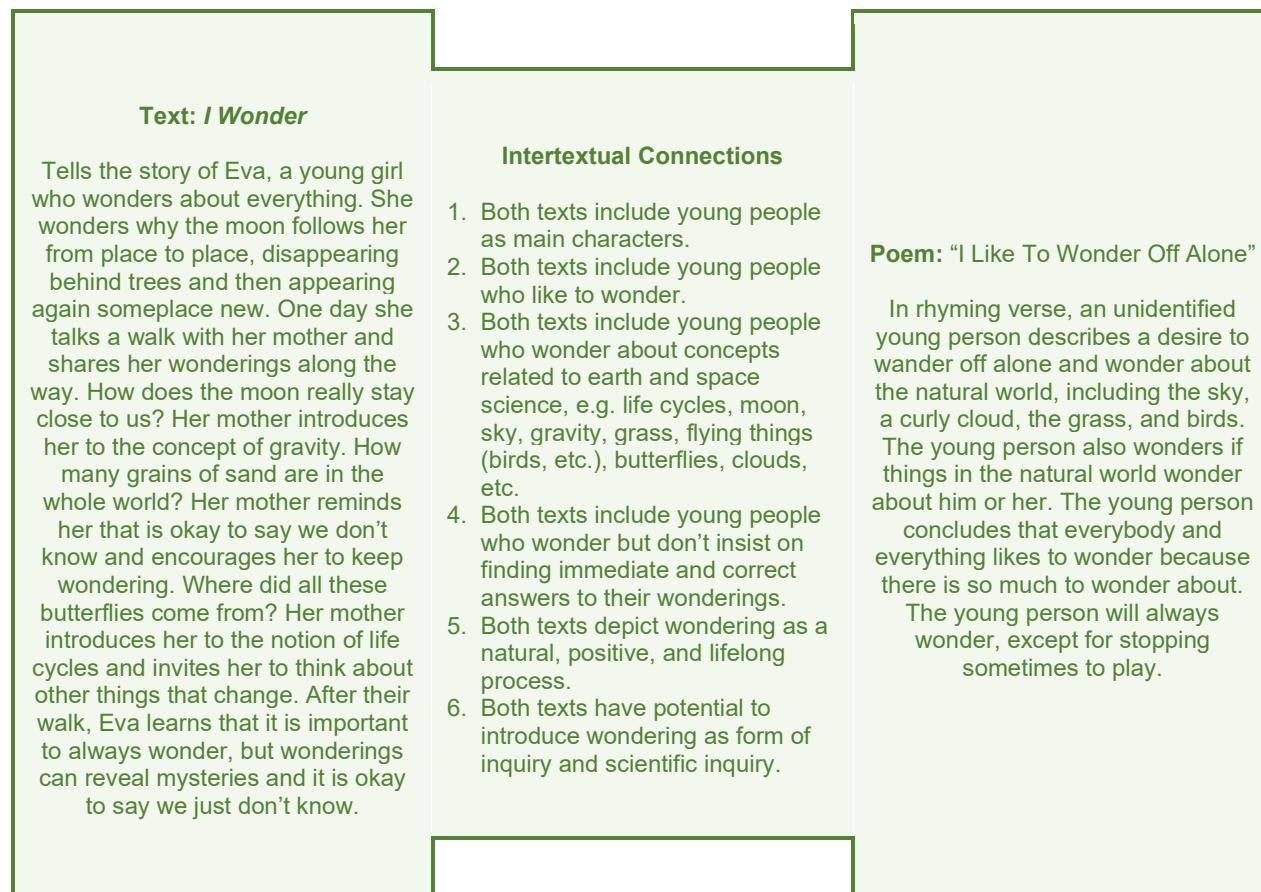 Text: I Wonder
Tells the story of Eva, a young girl
who wonders about everything. She
wonders why the moon follows her
from place to place, disappearing
behind trees and then appearing
again someplace new. One day she
talks a walk with her mother and
shares her wonderings along the
way. How does the moon really stay
close to us? Her mother introduces
her to the concept of gravity. How
many grains of sand are in the
whole world? Her mother reminds
her that is okay to say we don’t
know and encourages her to keep
wondering. Where did all these
butterflies come from? Her mother
introduces her to the notion of life
cycles and invites her to think about
other things that change. After their
walk, Eva learns that it is important
to always wonder, but wonderings
can reveal mysteries and it is okay
to say we just don’t know.
Intertextual Connections
1. Both texts include young people
as main characters.
2. Both texts include young people
who like to wonder.
3. Both texts include young people
who wonder about concepts
related to earth and space
science, e.g. life cycles, moon,
sky, gravity, grass, flying things
(birds, etc.), butterflies, clouds,
etc.
4. Both texts include young people
who wonder but don’t insist on
finding immediate and correct
answers to their wonderings.
5. Both texts depict wondering as a
natural, positive, and lifelong
process.
6. Both texts have potential to
introduce wondering as form of
inquiry and scientific inquiry.
Poem: “I Like To Wonder Off Alone”
In rhyming verse, an unidentified
young person describes a desire to
wander off alone and wonder about
the natural world, including the sky,
a curly cloud, the grass, and birds.
The young person also wonders if
things in the natural world wonder
about him or her. The young person
concludes that everybody and
everything likes to wonder because
there is so much to wonder about.
The young person will always
wonder, except for stopping
sometimes to play.